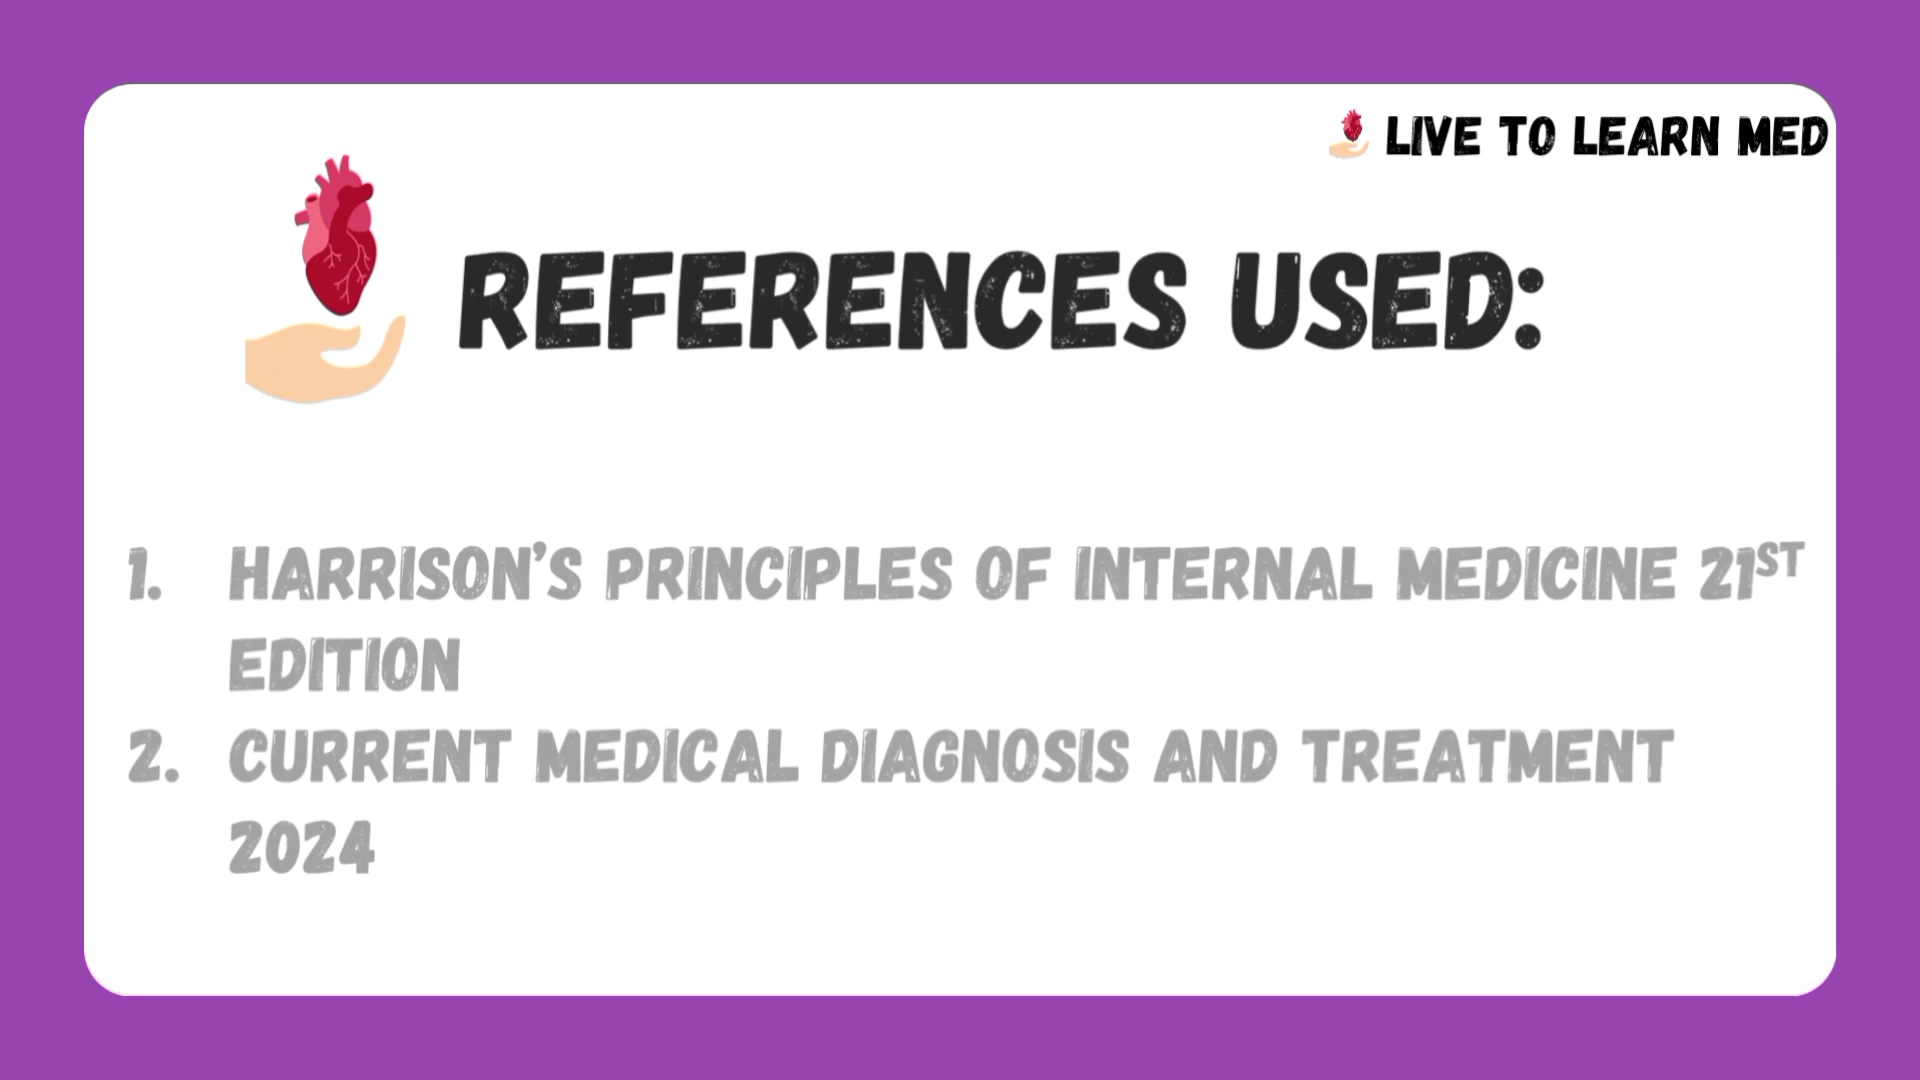 LIVE TO LEARN MED
REFERENCES USED:
1. HARRISON'S PRINCIPLES OF INTERNAL MEDICINE 21ST
EDITION
2. CURRENT MEDICAL DIAGNOSIS AND TREATMENT
2024